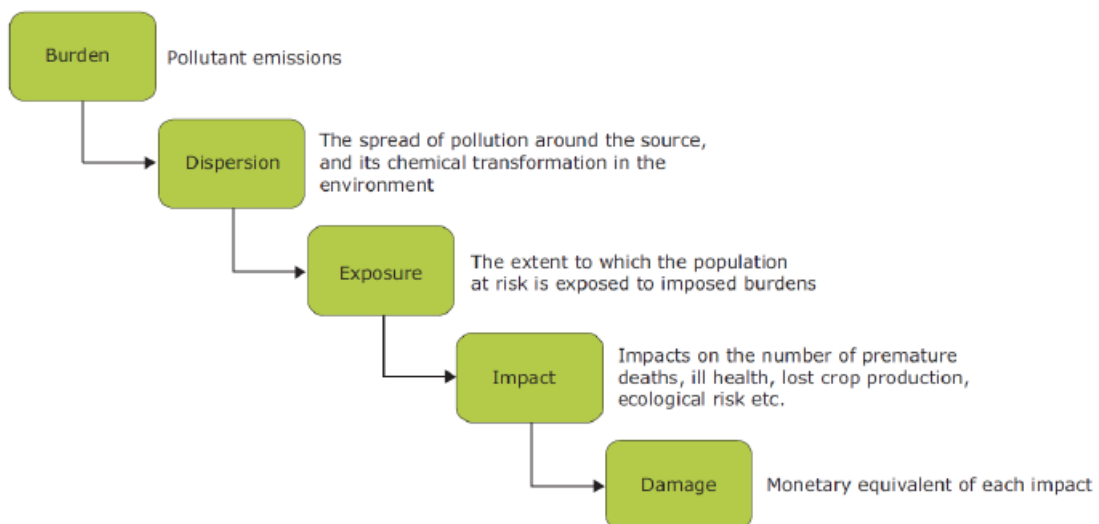 Burden
Pollutant emissions
Dispersion
The spread of pollution around the source,
and its chemical transformation in the
environment
Exposure
The extent to which the population
at risk is exposed to imposed burdens
Impact
Impacts on the number of premature
deaths, ill health, lost crop production,
ecological risk etc.
Damage
Monetary equivalent of each impact